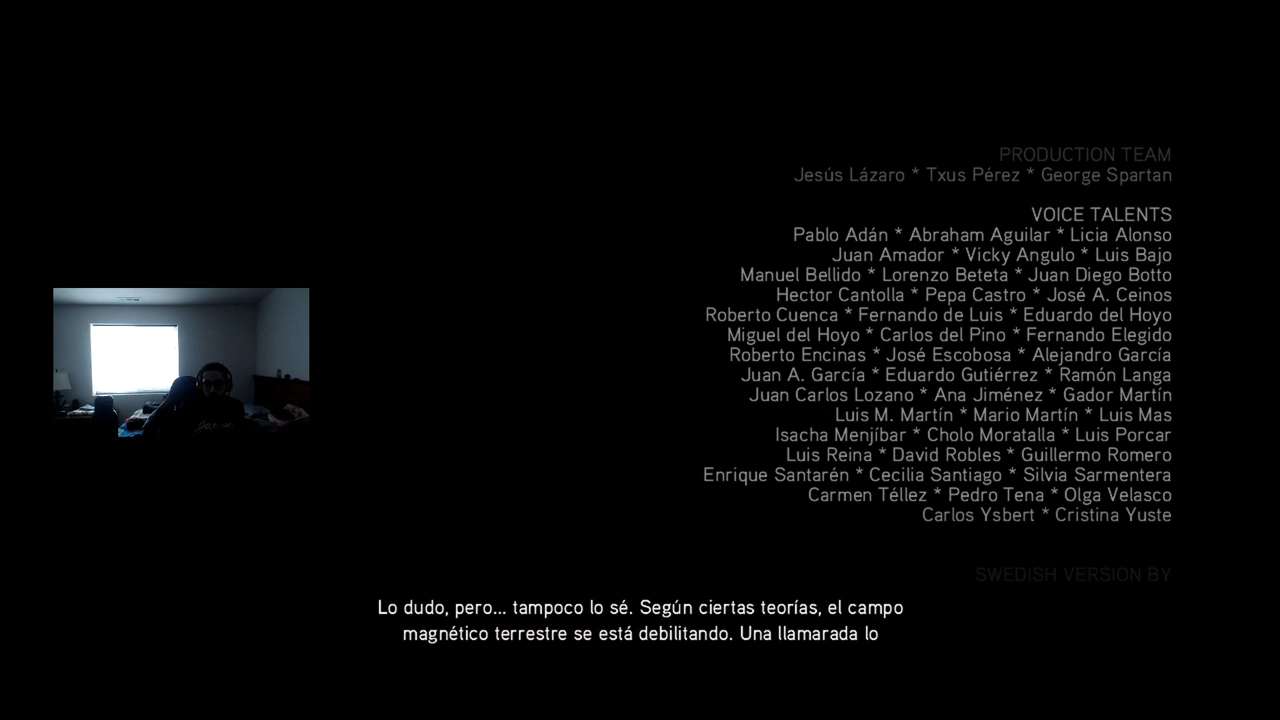 PRODUCTION TEAM
Jesús Lázaro * Txus Pérez * George Spartan
VOICE TALENTS
Pablo Adán * Abraham Aguilar * Licia Alonso
Juan Amador * Vicky Angulo * Luis Bajo
Manuel Bellido * Lorenzo Beteta * Juan Diego Botto
Hector Cantolla * Pepa Castro * José A. Ceinos
Roberto Cuenca * Fernando de Luis * Eduardo del Hoyo
Miguel del Hoyo * Carlos del Pino * Fernando Elegido
Roberto Encinas * José Escobosa * Alejandro García
Juan A. García * Eduardo Gutiérrez * Ramón Langa
Juan Carlos Lozano * Ana Jiménez * Gador Martín
Luis M. Martín * Mario Martín * Luis Mas
Isacha Menjíbar * Cholo Moratalla * Luis Porcar
Luis Reina * David Robles * Guillermo Romero
Enrique Santarén * Cecilia Santiago * Silvia Sarmentera
Carmen Téllez * Pedro Tena * Olga Velasco
Carlos Ysbert * Cristina Yuste
SWEDISH VERSION BY
Lo dudo, pero... tampoco lo sé. Según ciertas teorías, el campo
magnético terrestre se está debilitando. Una llamarada lo